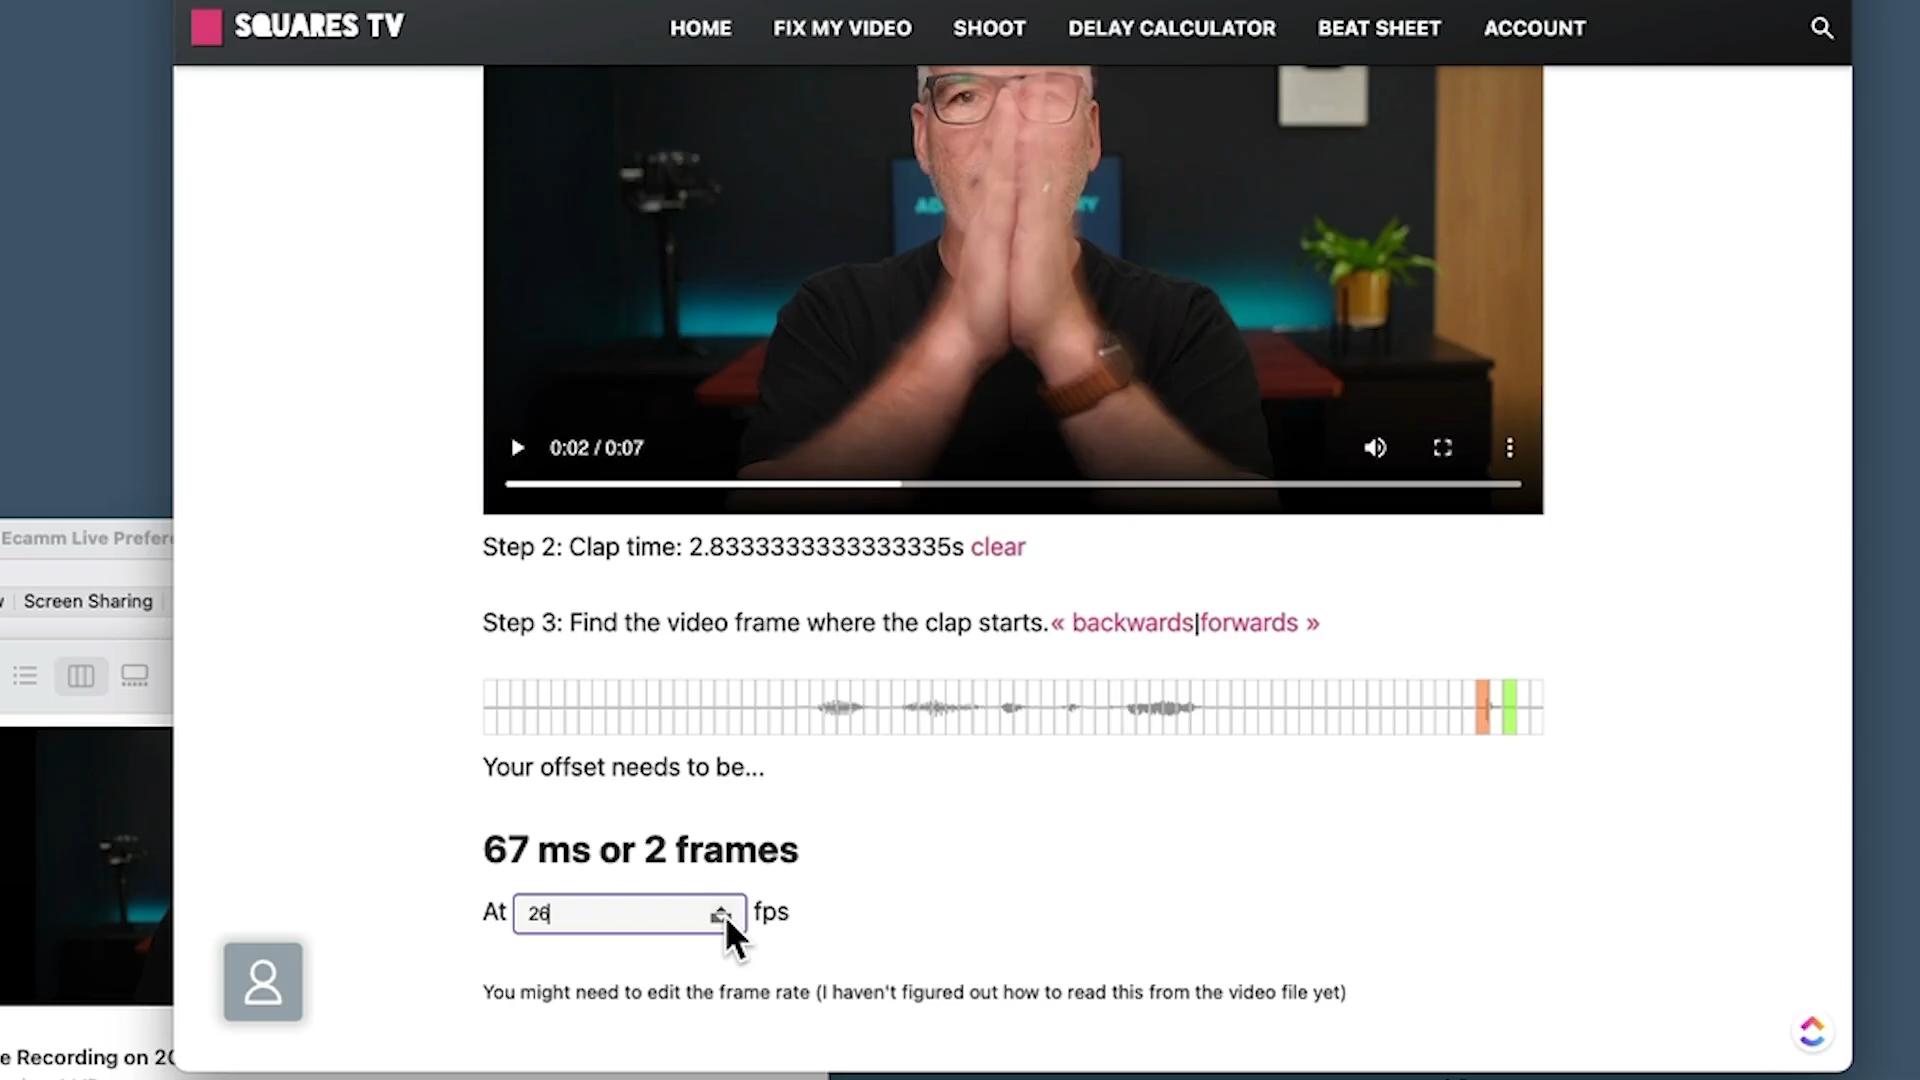 SQUARES TV
HOME FIX MY VIDEO SHOOT DELAY CALCULATOR BEAT SHEET ACCOUNT
0:02 / 0:07
Step 2: Clap time: 2.8333333333333335s clear
Ecamm Live Prefere
Screen Sharing
Step 3: Find the video frame where the clap starts.« backwards|forwards »
Your offset needs to be...
67 ms or 2 frames
At 26 fps
You might need to edit the frame rate (I haven't figured out how to read this from the video file yet)
e Recording on 20